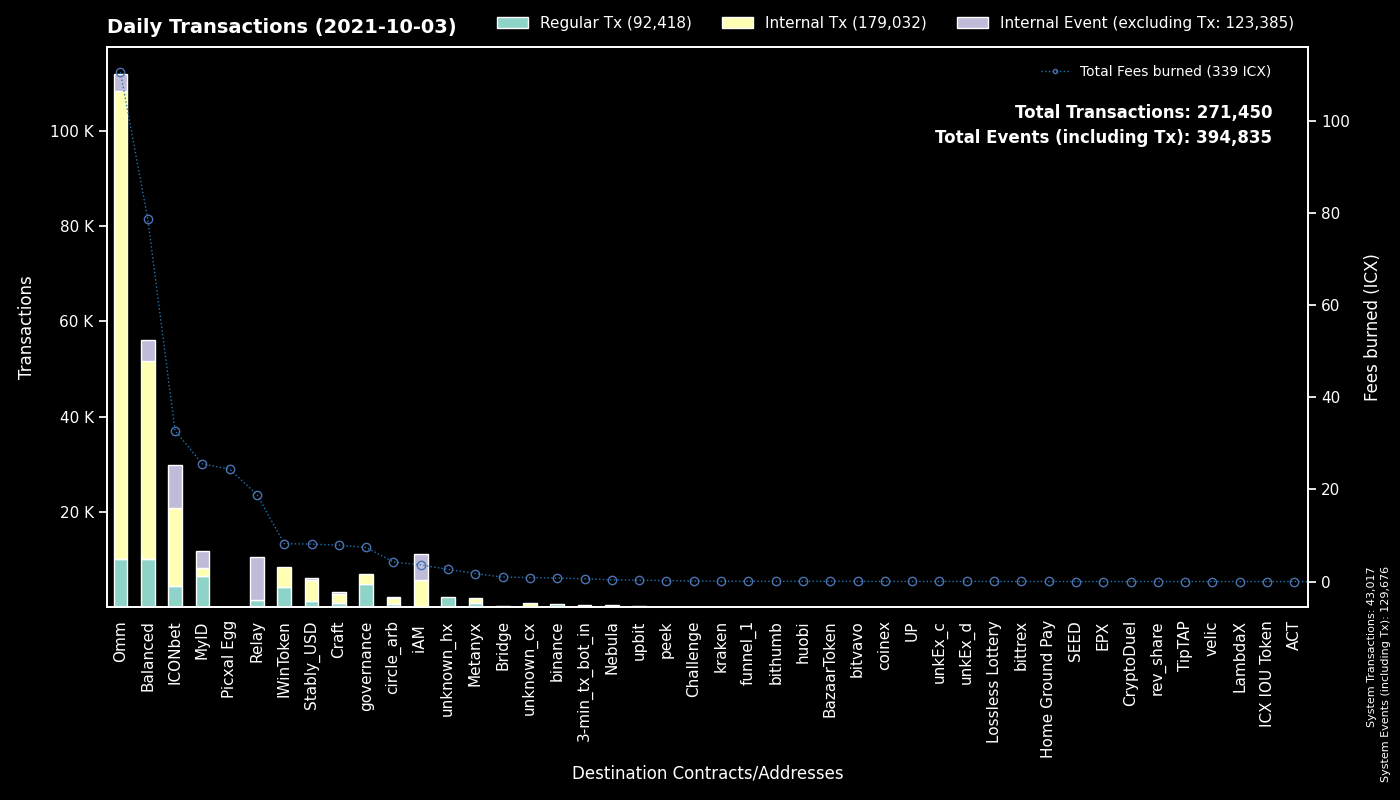 Daily Transactions (2021-10-03)
Regular Tx (92,418)
Internal Tx (179,032)
Internal Event (excluding Tx: 123,385)
Total Fees burned (339 ICX)
Total Transactions: 271,450
Total Events (including Tx): 394,835
Transactions
100 K
80 K
60 K
40 K
20 K
Fees burned (ICX)
100
80
60
40
20
0
Omm
Balanced
ICONbet
MyID
Picxal Egg
Relay
IWinToken
Stably_USD
Craft
governance
circle_arb
iAM
unknown_hx
Metanyx
Bridge
unknown_cx
binance
3-min_tx_bot_in
Nebula
upbit
peek
Challenge
kraken
funnel_1
bithumb
huobi
BazaarToken
bitvavo
coinex
UP
unkEx_c
unkEx_d
Lossless Lottery
bittrex
Home Ground Pay
SEED
EPX
CryptoDuel
rev_share
TipTAP
velic
LambdaX
ICX IOU Token
ACT
Destination Contracts/Addresses
System Transactions: 43,017
System Events (including Tx): 129,676